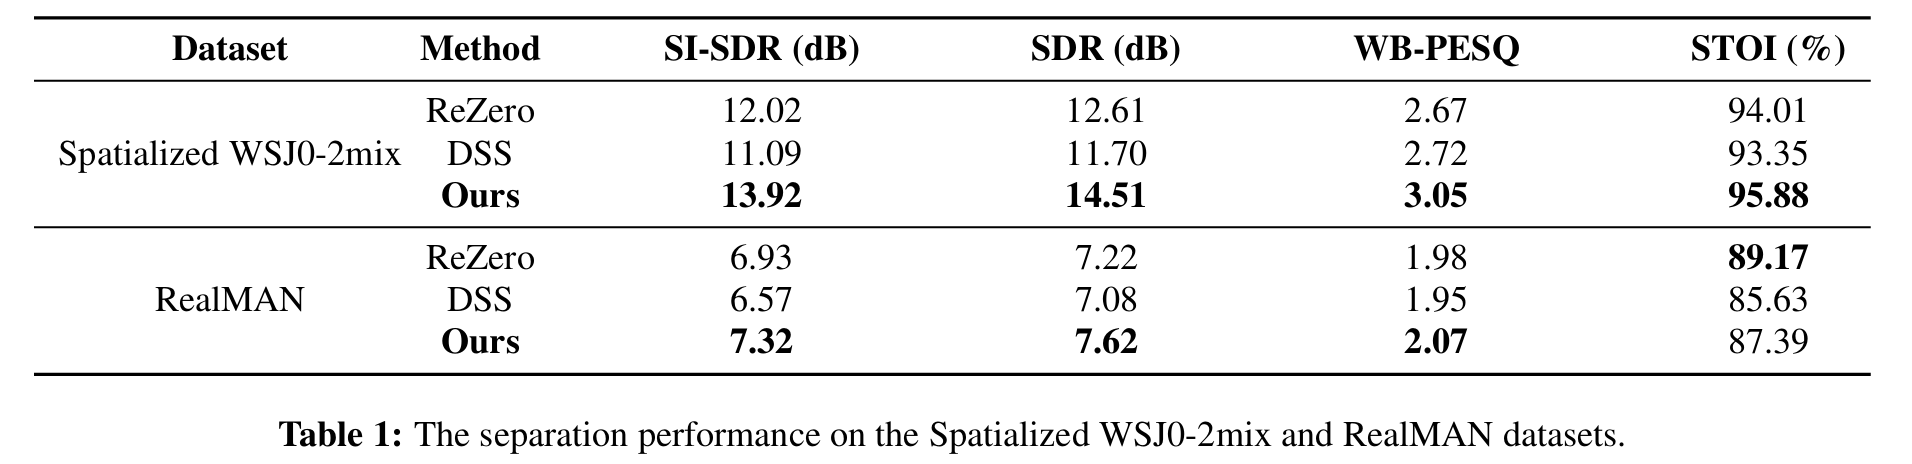 Dataset Method SI-SDR (dB) SDR (dB) WB-PESQ STOI (%)
ReZero 12.02 12.61 2.67 94.01
Spatialized WSJ0-2mix DSS 11.09 11.70 2.72 93.35
Ours 13.92 14.51 3.05 95.88
ReZero 6.93 7.22 1.98 89.17
RealMAN DSS 6.57 7.08 1.95 85.63
Ours 7.32 7.62 2.07 87.39
Table 1: The separation performance on the Spatialized WSJ0-2mix and RealMAN datasets.